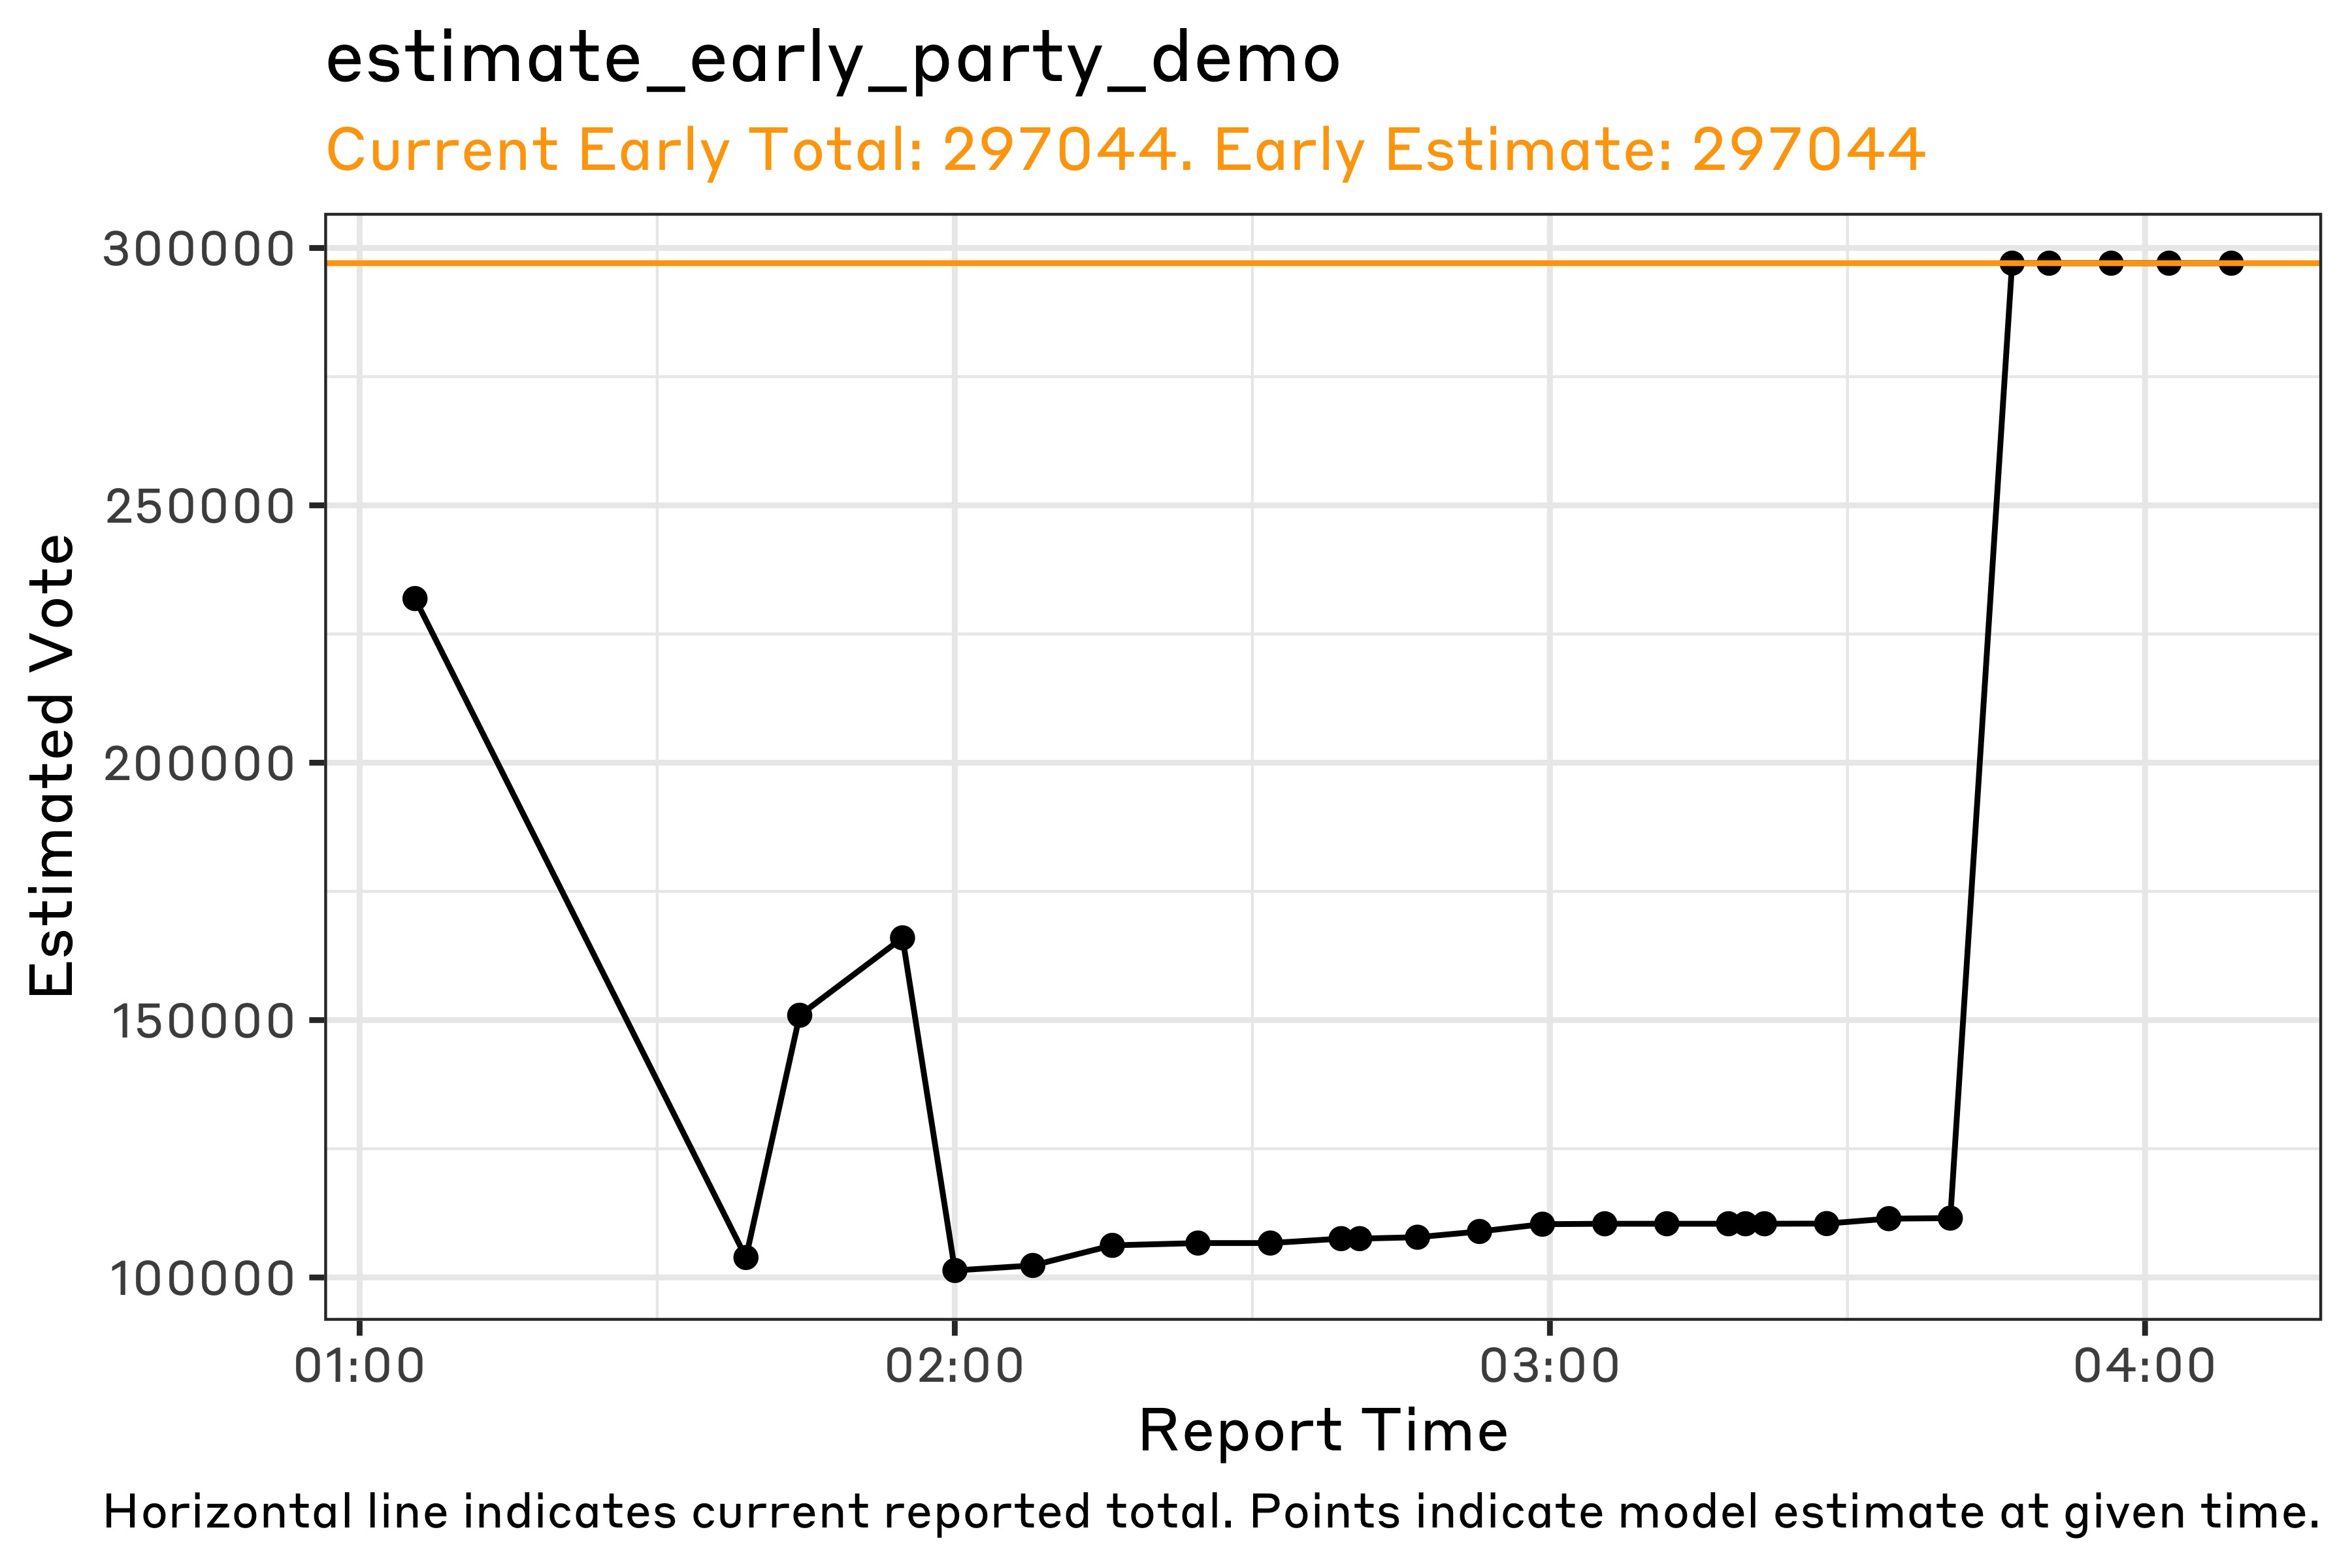 estimate_early_party_demo
Current Early Total: 297044. Early Estimate: 297044
300000
250000
200000
150000
100000
Estimated Vote
01:00 02:00 03:00 04:00
Report Time
Horizontal line indicates current reported total. Points indicate model estimate at given time.